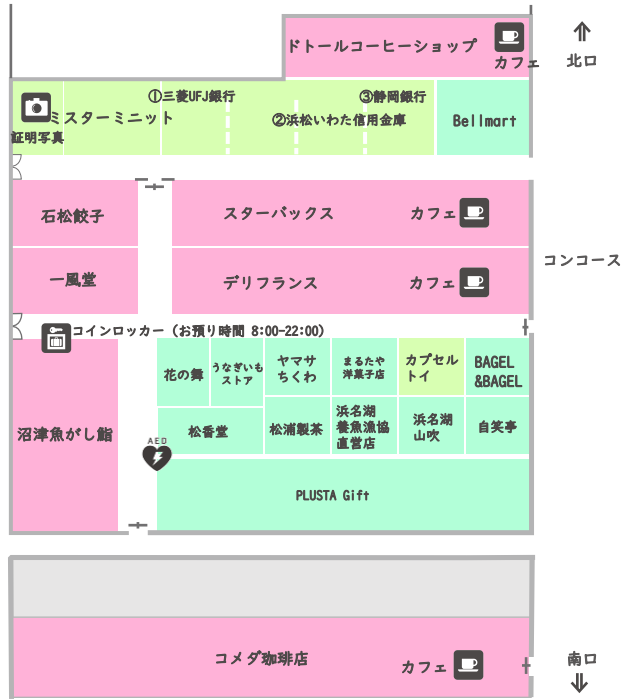 ドトールコーヒーショップ
カフェ
北口
①三菱UFJ銀行
③静岡銀行
ミスターミニット
②浜松いわた信用金庫
Bellmart
証明写真
石松餃子
スターバックス
カフェ
コンコース
一風堂
デリフランス
カフェ
コインロッカー (お預り時間 8:00-22:00)
花の舞
うなぎいも
ストア
ヤマサ
ちくわ
まるたや
洋菓子店
カプセル
トイ
BAGEL
&BAGEL
沼津魚がし鮨
松香堂
松浦製茶
浜名湖
養魚漁協
直営店
浜名湖
山吹
自笑亭
AED
PLUSTA Gift
コメダ珈琲店
カフェ
南口